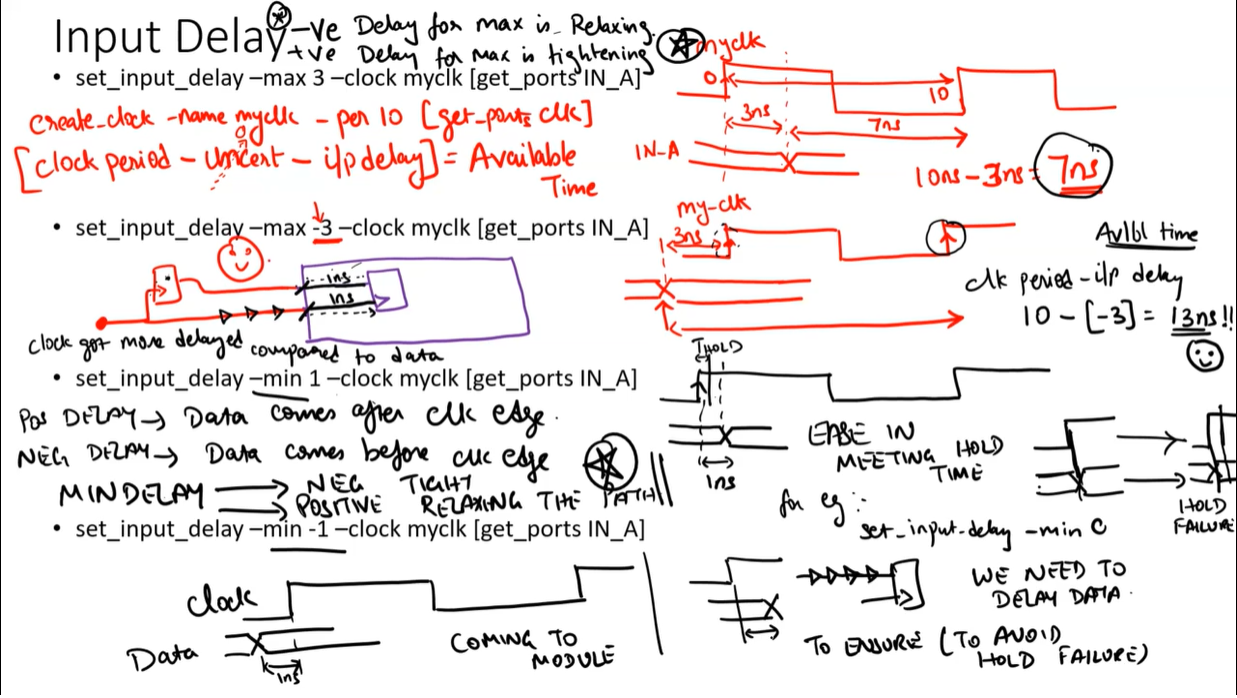 Input Delay
-ve Delay for max is Relaxing.
+ve Delay for Max is tightening
• set_input_delay –max 3 –clock myclk [get_ports IN_A]
create_clock -name myclk - per 10 [get_ports clk]
0
[clock period - uncert - i/p delay] = Available
Time
myclk
0
10
3ns
7ns
IN-A
10ns - 3ns = 7ns
• set_input_delay –max -3 –clock myclk [get_ports IN_A]
1ns
1ns
clock got more delayed compared to data
my-clk
3ns
Avlbl time
clk period - i/p delay
10 - [-3] = 13ns!!
• set_input_delay –min 1 –clock myclk [get_ports IN_A]
Pos DELAY → Data comes after clk edge.
NEG DELAY → Data comes before clk edge
MINDELAY → NEG TIGHT
→ POSITIVE RELAXING THE PATH
THOLD
1ns
EASE IN
MEETING HOLD
TIME
HOLD
FAILURE
for eg:
set_input_delay -min 0
• set_input_delay –min -1 –clock myclk [get_ports IN_A]
Clock
Data
1ns
COMING TO
MODULE
WE NEED TO
DELAY DATA.
TO ENSURE (TO AVOID
HOLD FAILURE)